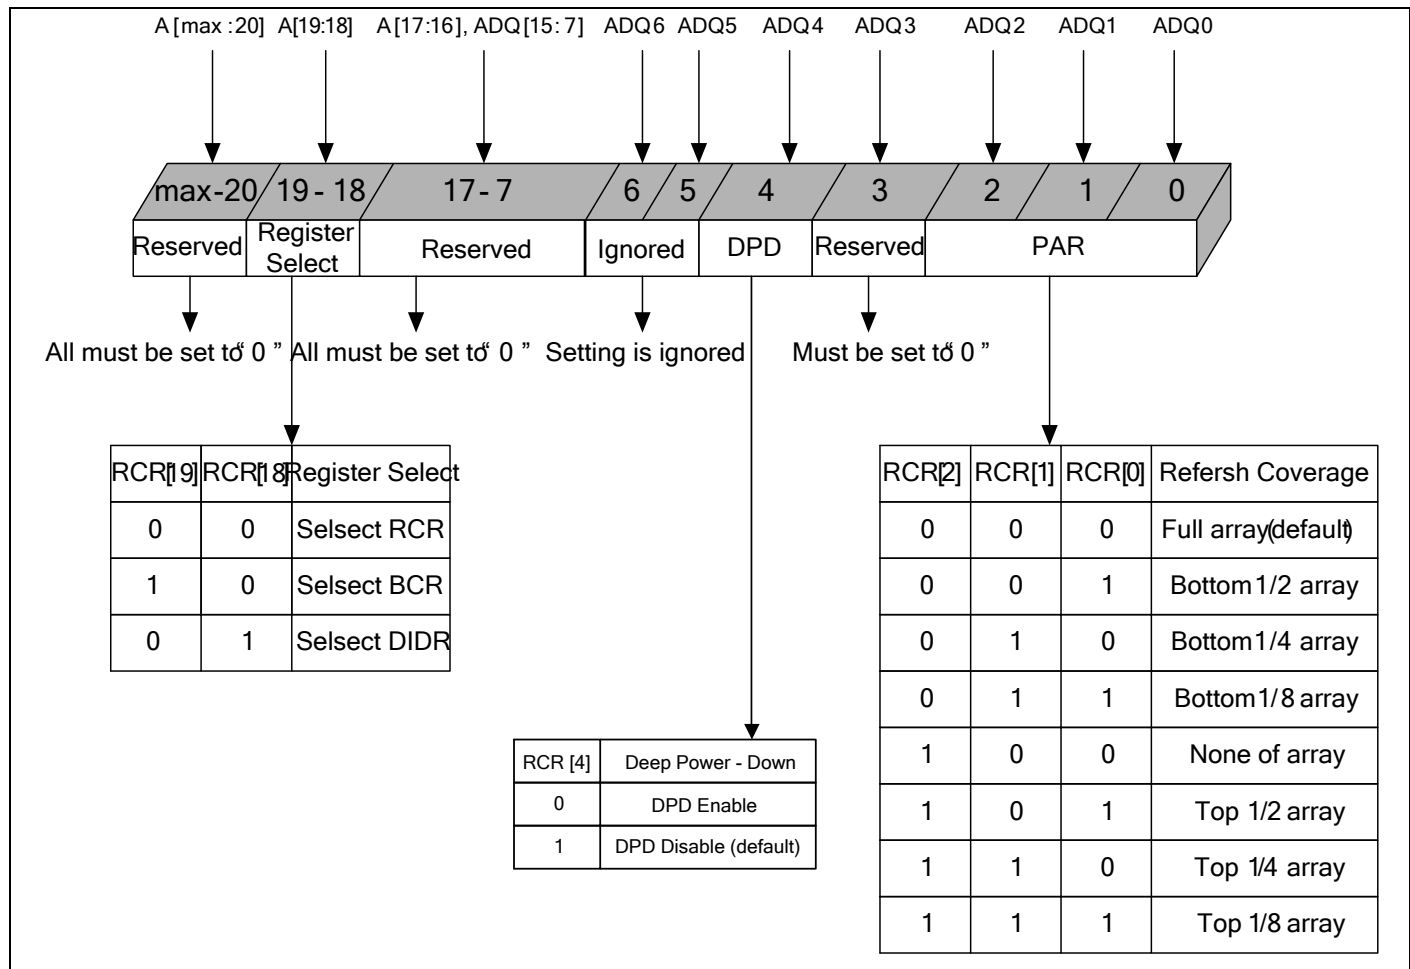 A[max:20] A[19:18] A[17:16], ADQ[15:7] ADQ6 ADQ5 ADQ4 ADQ3 ADQ2 ADQ1 ADQ0
max-20 19-18 17-7 6 5 4 3 2 1 0
Reserved Register Select Reserved Ignored DPD Reserved PAR
All must be set to“ 0 ” All must be set to“ 0 ” Setting is ignored Must be set to“ 0 ”
RCR[19] RCR[18] Register Select
0 0 Selsect RCR
1 0 Selsect BCR
0 1 Selsect DIDR
RCR [4] Deep Power - Down
0 DPD Enable
1 DPD Disable (default)
RCR[2] RCR[1] RCR[0] Refersh Coverage
0 0 0 Full array(default)
0 0 1 Bottom 1/2 array
0 1 0 Bottom 1/4 array
0 1 1 Bottom 1/8 array
1 0 0 None of array
1 0 1 Top 1/2 array
1 1 0 Top 1/4 array
1 1 1 Top 1/8 array